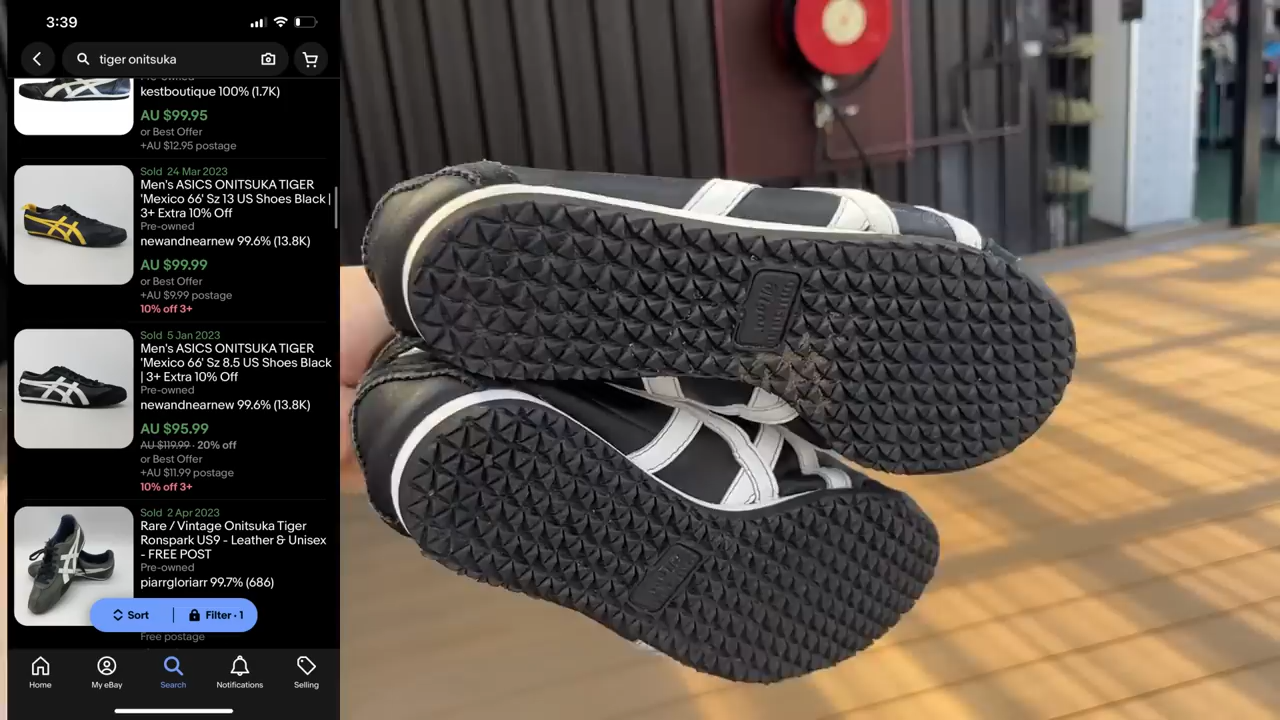 3:39
tiger onitsuka
kestboutique 100% (1.7K)
AU $99.95
or Best Offer
+AU $12.95 postage
Sold 24 Mar 2023
Men's ASICS ONITSUKA TIGER
'Mexico 66' Sz 13 US Shoes Black |
3+ Extra 10% Off
Pre-owned
newandnearnew 99.6% (13.8K)
AU $99.99
or Best Offer
+AU $9.99 postage
10% off 3+
Sold 5 Jan 2023
Men's ASICS ONITSUKA TIGER
'Mexico 66' Sz 8.5 US Shoes Black
| 3+ Extra 10% Off
Pre-owned
newandnearnew 99.6% (13.8K)
AU $95.99
AU $119.99 · 20% off
or Best Offer
+AU $11.99 postage
10% off 3+
Sold 2 Apr 2023
Rare / Vintage Onitsuka Tiger
Ronspark US9 - Leather & Unisex
- FREE POST
Pre-owned
piarrgloriarr 99.7% (686)
Sort
Filter · 1
Free postage
Home
My eBay
Search
Notifications
Selling